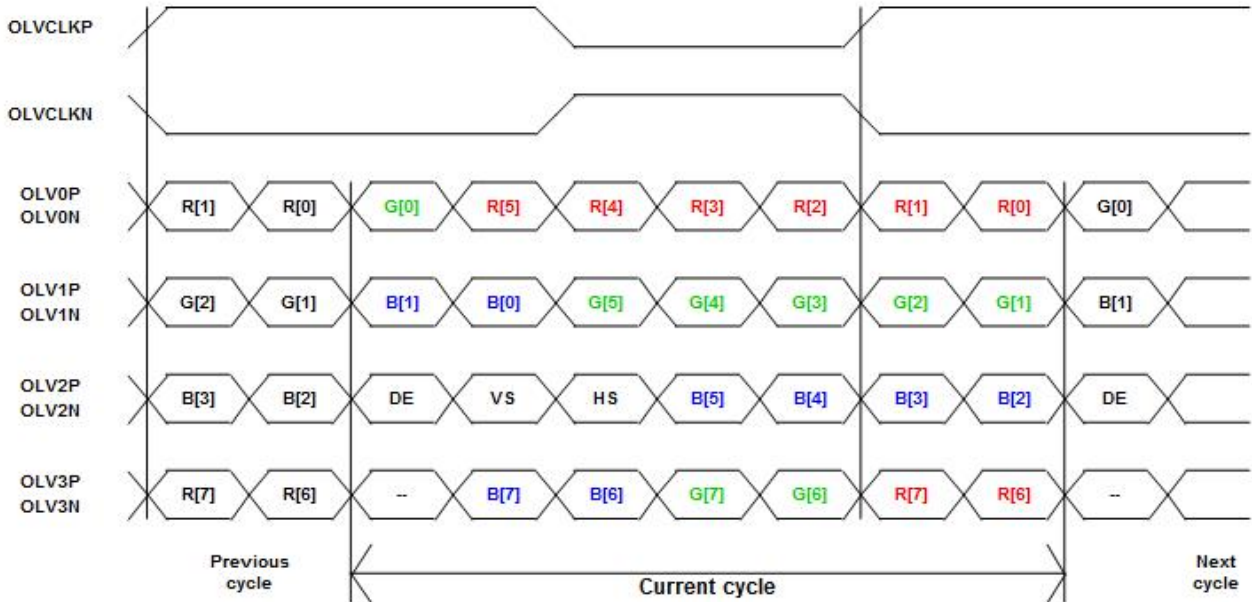 OLVCLKP
OLVCLKN
OLV0P
OLV0N
R[1] R[0] G[0] R[5] R[4] R[3] R[2] R[1] R[0] G[0]
OLV1P
OLV1N
G[2] G[1] B[1] B[0] G[5] G[4] G[3] G[2] G[1] B[1]
OLV2P
OLV2N
B[3] B[2] DE VS HS B[5] B[4] B[3] B[2] DE
OLV3P
OLV3N
R[7] R[6] -- B[7] B[6] G[7] G[6] R[7] R[6] --
Previous
cycle
Current cycle
Next
cycle